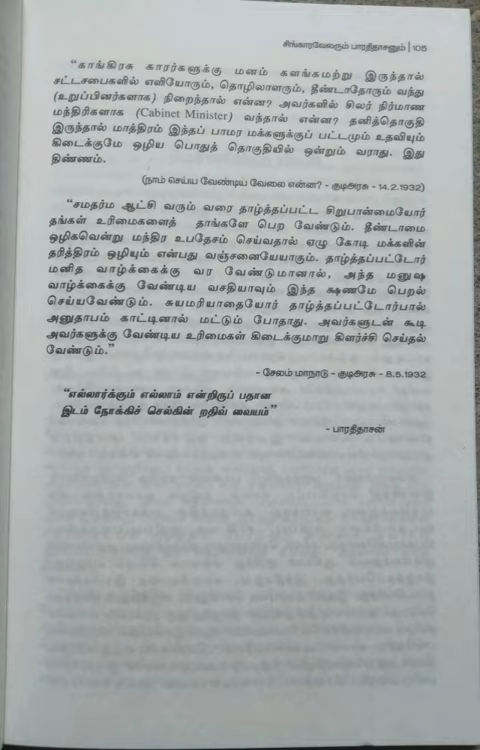 சிங்காரவேலரும் பாரதிதாசனும் | 105
“காங்கிரசு காரர்களுக்கு மனம் களங்கமற்று இருந்தால்
சட்டசபைகளில் எளியோரும், தொழிலாளரும், தீண்டாதோரும் வந்து
(உறுப்பினர்களாக) நிறைந்தால் என்ன? அவர்களில் சிலர் நிர்மாண
மந்திரிகளாக (Cabinet Minister) வந்தால் என்ன? தனித்தொகுதி
இருந்தால் மாத்திரம் இந்தப் பாமர மக்களுக்குப் பட்டமும் உதவியும்
கிடைக்குமே ஒழிய பொதுத் தொகுதியில் ஒன்றும் வராது. இது
திண்ணம்.
(நாம் செய்ய வேண்டிய வேலை என்ன? - குடிஅரசு - 14.2.1932)
“சமதர்ம ஆட்சி வரும் வரை தாழ்த்தப்பட்ட சிறுபான்மையோர்
தங்கள் உரிமைகளைத் தாங்களே பெற வேண்டும். தீண்டாமை
ஒழிகவென்று மந்திர உபதேசம் செய்வதால் ஏழு கோடி மக்களின்
தரித்திரம் ஒழியும் என்பது வஞ்சனையேயாகும். தாழ்த்தப்பட்டோர்
மனித வாழ்க்கைக்கு வர வேண்டுமானால், அந்த மனுஷ
வாழ்க்கைக்கு வேண்டிய வசதியாவும் இந்த க்ஷணமே பெறல்
செய்யவேண்டும். சுயமரியாதையோர் தாழ்த்தப்பட்டோர்பால்
அனுதாபம் காட்டினால் மட்டும் போதாது. அவர்களுடன் கூடி
அவர்களுக்கு வேண்டிய உரிமைகள் கிடைக்குமாறு கிளர்ச்சி செய்தல்
வேண்டும்.”
- சேலம் மாநாடு - குடிஅரசு - 8.5.1932
“எல்லார்க்கும் எல்லாம் என்றிருப் பதான
இடம் நோக்கிச் செல்கின் றதிவ் வையம்”
- பாரதிதாசன்